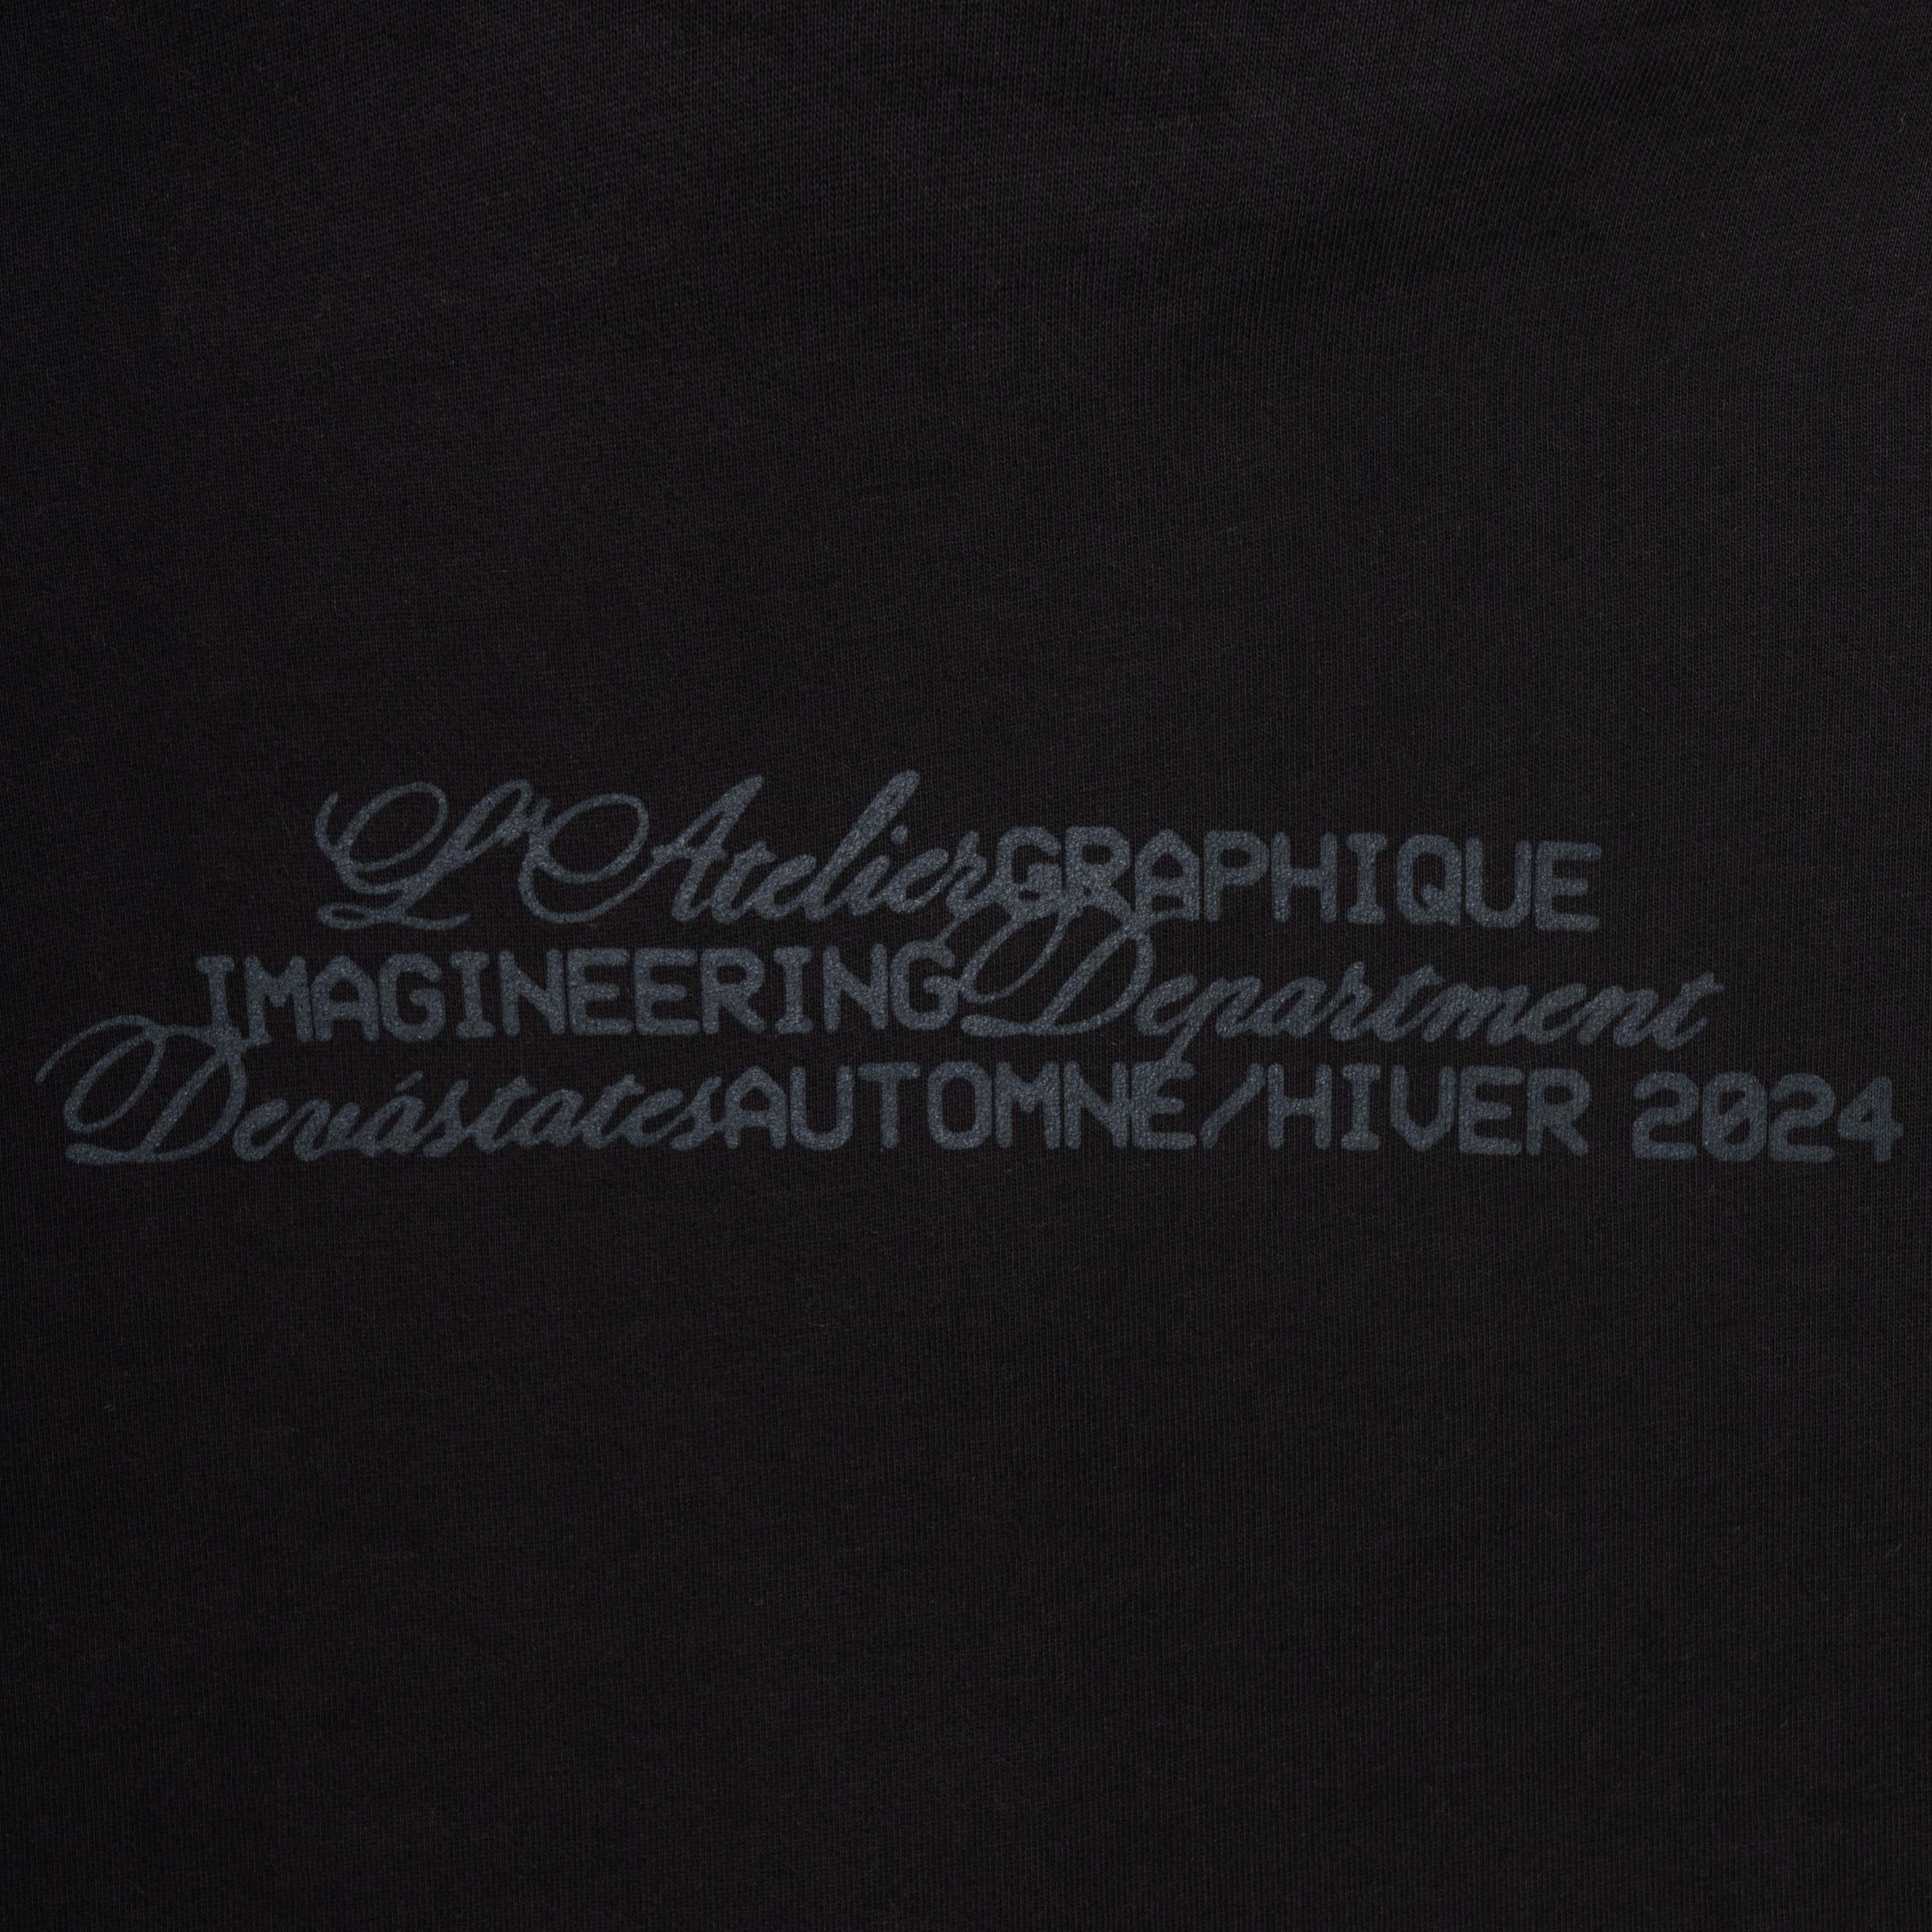 L'AtelierGRAPHIQUE
IMAGINEERINGDepartment
DevástatesAUTOMNE/HIVER 2024